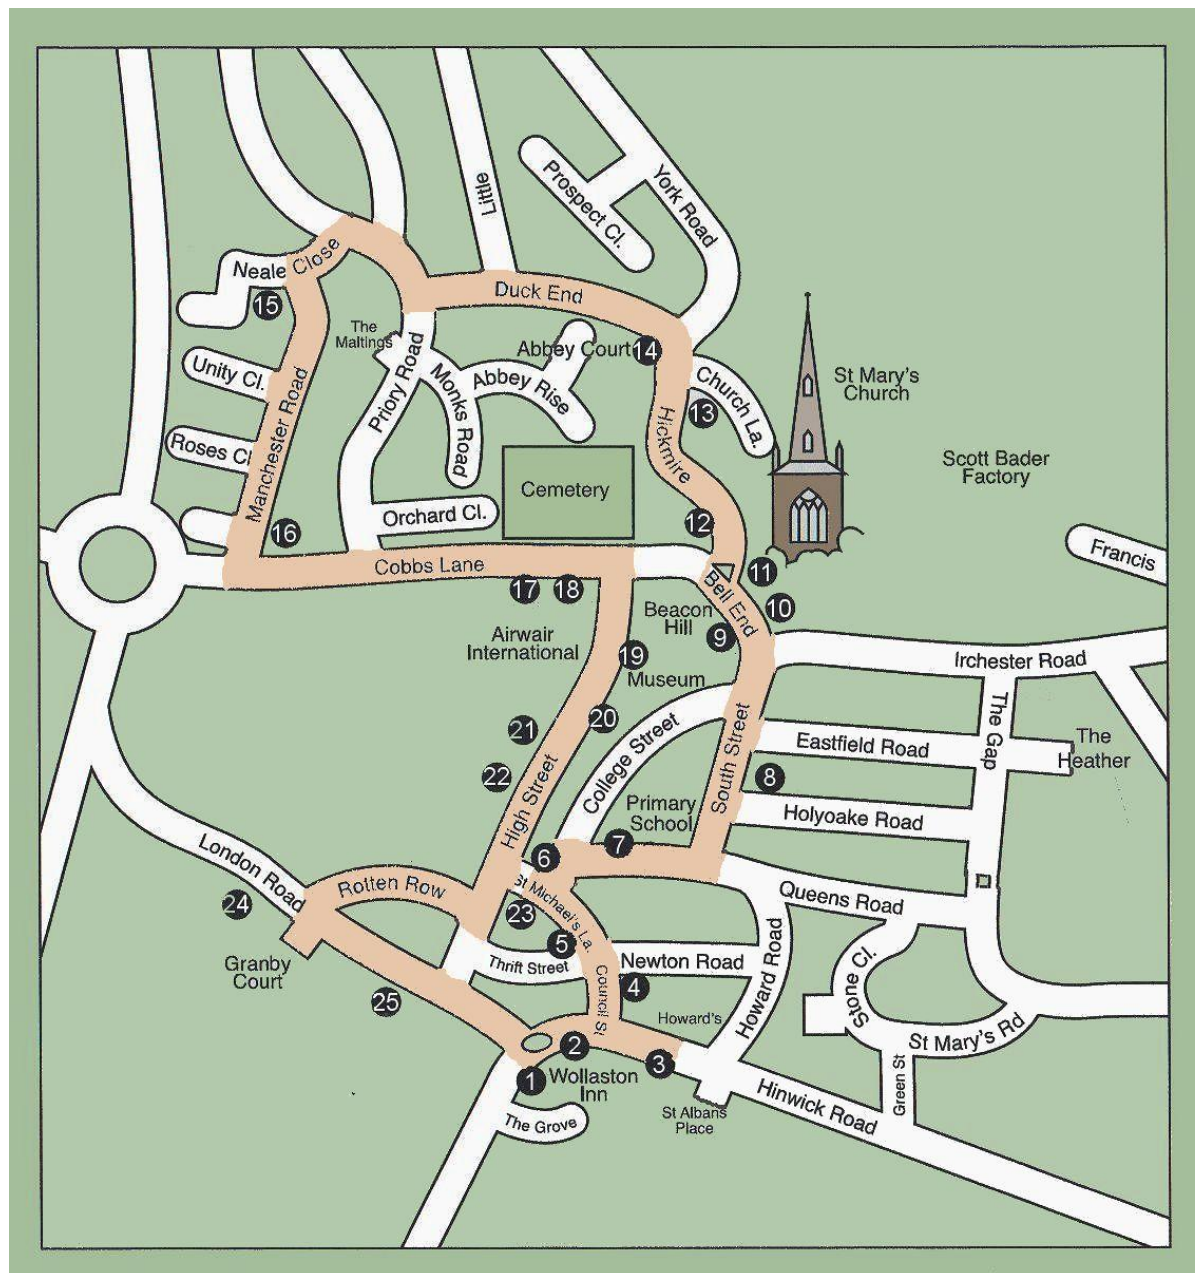 Little
Prospect Cl.
York Road
Neale
Close
15
Duck End
The
Maltings
Abbey Court
14
Unity Cl.
Priory Road
Monks Road
Abbey Rise
Church La.
13
St Mary's
Church
Hickmire
Manchester Road
Roses Cl
Scott Bader
Factory
Cemetery
Orchard Cl.
12
16
Francis
Cobbs Lane
11
Bell End
17
18
10
Beacon
Hill
9
Airwair
International
19
Museum
Irchester Road
The Gap
20
21
College Street
South Street
Eastfield Road
The
Heather
22
8
High Street
Primary
School
Holyoake Road
7
6
London Road
Rotten Row
St Michael's La.
Queens Road
24
23
5
Granby
Court
Thrift Street
Newton Road
Howard Road
Stone Cl.
Council St
4
25
Howard's
St Mary's Rd
2
3
1
Wollaston
Inn
Green St
Hinwick Road
The Grove
St Albans
Place